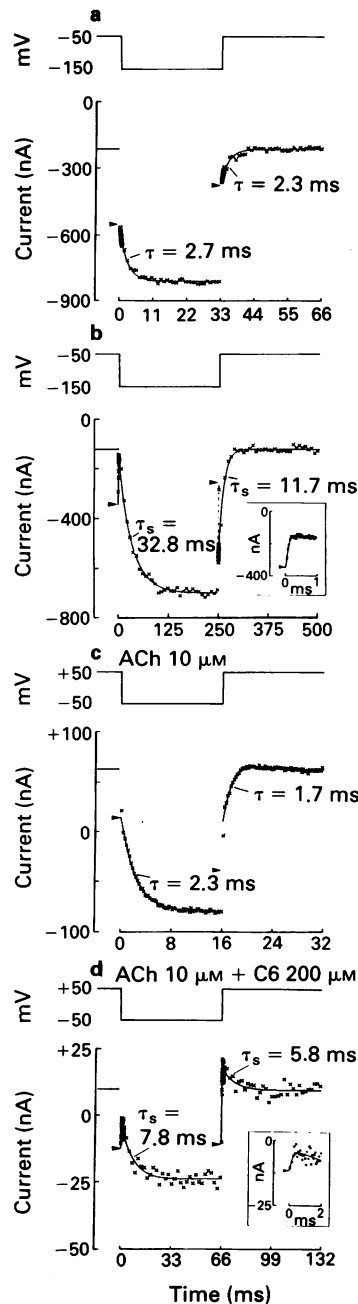 a
mV
−50
−150
Current (nA)
0
−300
−600
−900
τ = 2.7 ms
τ = 2.3 ms
0 11 22 33 44 55 66
b
mV
−50
−150
Current (nA)
0
−400
−600
−800
τs =
32.8 ms
τs = 11.7 ms
nA
0
−400
0 ms 1
0 125 250 375 500
c ACh 10 μM
mV
+50
−50
Current (nA)
+100
0
−100
τ = 2.3 ms
τ = 1.7 ms
0 8 16 24 32
d ACh 10 μM + C6 200 μM
mV
+50
−50
Current (nA)
+25
0
−25
−50
τs =
7.8 ms
τs = 5.8 ms
nA
0
25
0 ms 2
0 33 66 99 132
Time (ms)